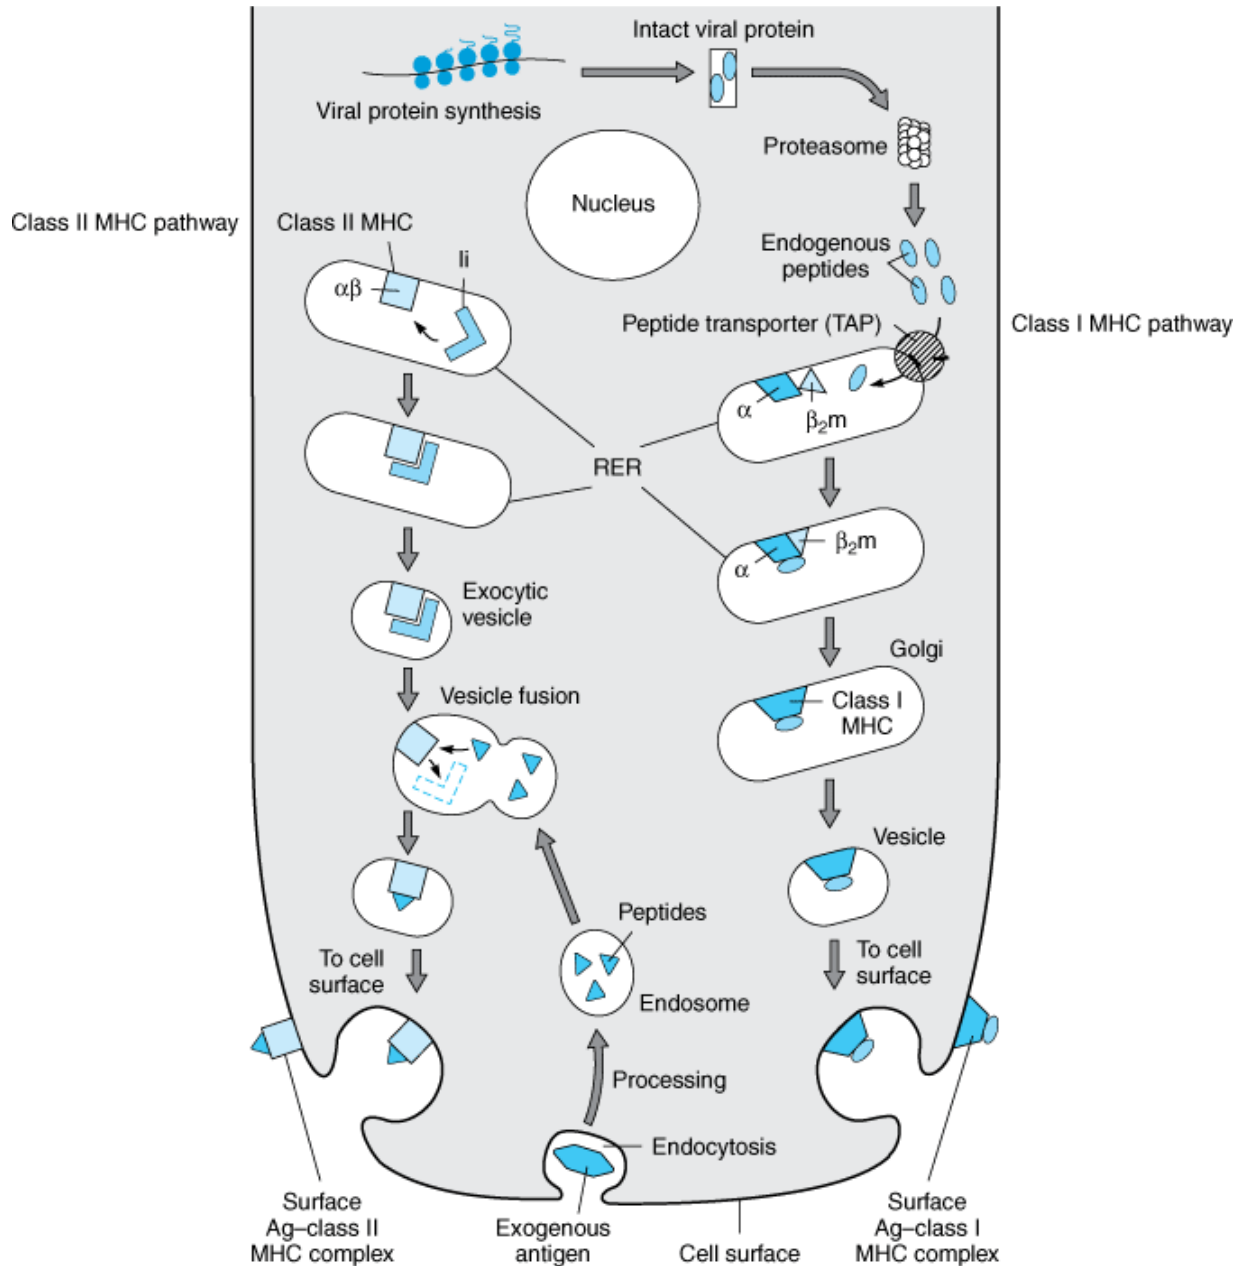 Intact viral protein
Viral protein synthesis
Proteasome
Nucleus
Class II MHC pathway
Class II MHC
Ii
αβ
Endogenous
peptides
Peptide transporter (TAP)
Class I MHC pathway
α
β₂m
RER
β₂m
α
Exocytic
vesicle
Golgi
Vesicle fusion
Class I
MHC
Vesicle
Peptides
To cell
surface
To cell
surface
Endosome
Processing
Endocytosis
Surface
Ag–class II
MHC complex
Exogenous
antigen
Cell surface
Surface
Ag–class I
MHC complex